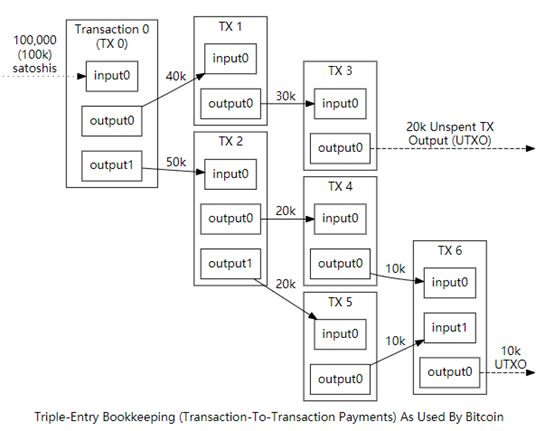 100,000
(100k)
satoshis
Transaction 0
(TX 0)
input0
output0
output1
40k
50k
TX 1
input0
output0
30k
TX 2
input0
output0
output1
20k
20k
TX 3
input0
output0
20k Unspent TX
Output (UTXO)
TX 4
input0
output0
10k
TX 5
input0
output0
10k
TX 6
input0
input1
output0
10k
UTXO
Triple-Entry Bookkeeping (Transaction-To-Transaction Payments) As Used By Bitcoin